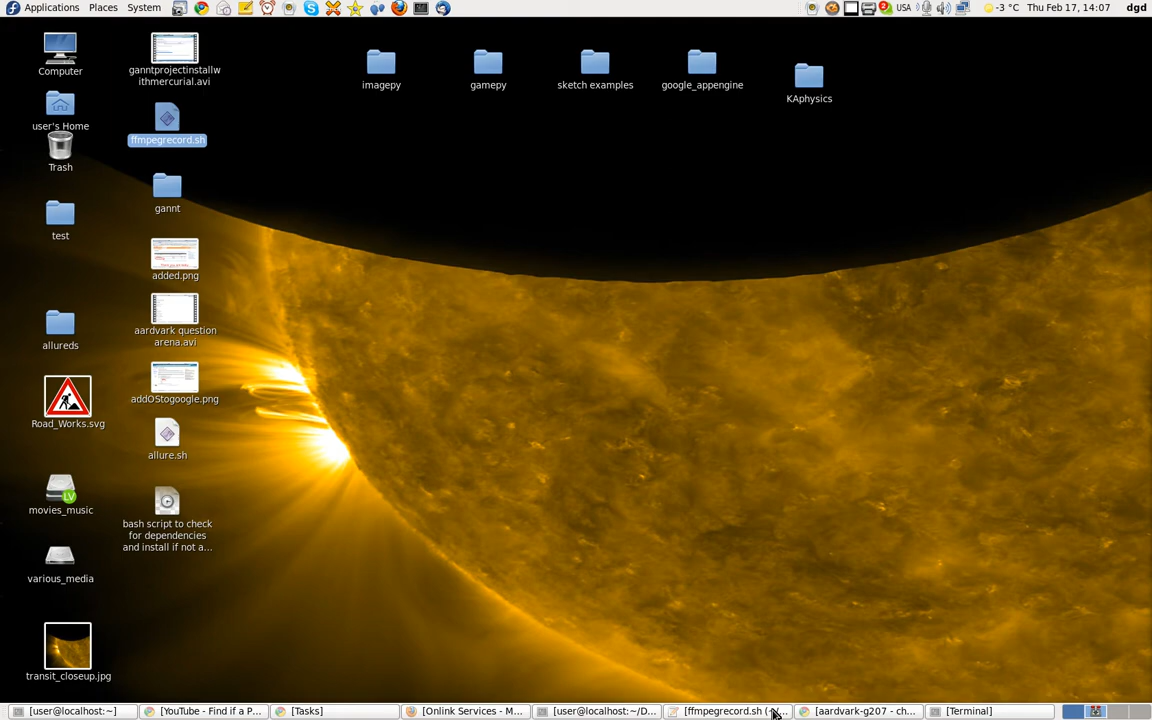 Applications Places System
USA
2
-3 °C Thu Feb 17, 14:07 dgd
Computer
ganntprojectinstallw
ithmercurial.avi
imagepy
gamepy
sketch examples
google_appengine
KAphysics
user's Home
ffmpegrecord.sh
Trash
gannt
test
added.png
aardvark question
arena.avi
allureds
addOStogoogle.png
Road_Works.svg
allure.sh
LV
movies_music
bash script to check
for dependencies
and install if not a...
various_media
transit_closeup.jpg
[user@localhost:~]
[YouTube - Find if a P...
[Tasks]
[Onlink Services - M...
[user@localhost:~/D...
[ffmpegrecord.sh (~/...
[aardvark-g207 - ch...
[Terminal]